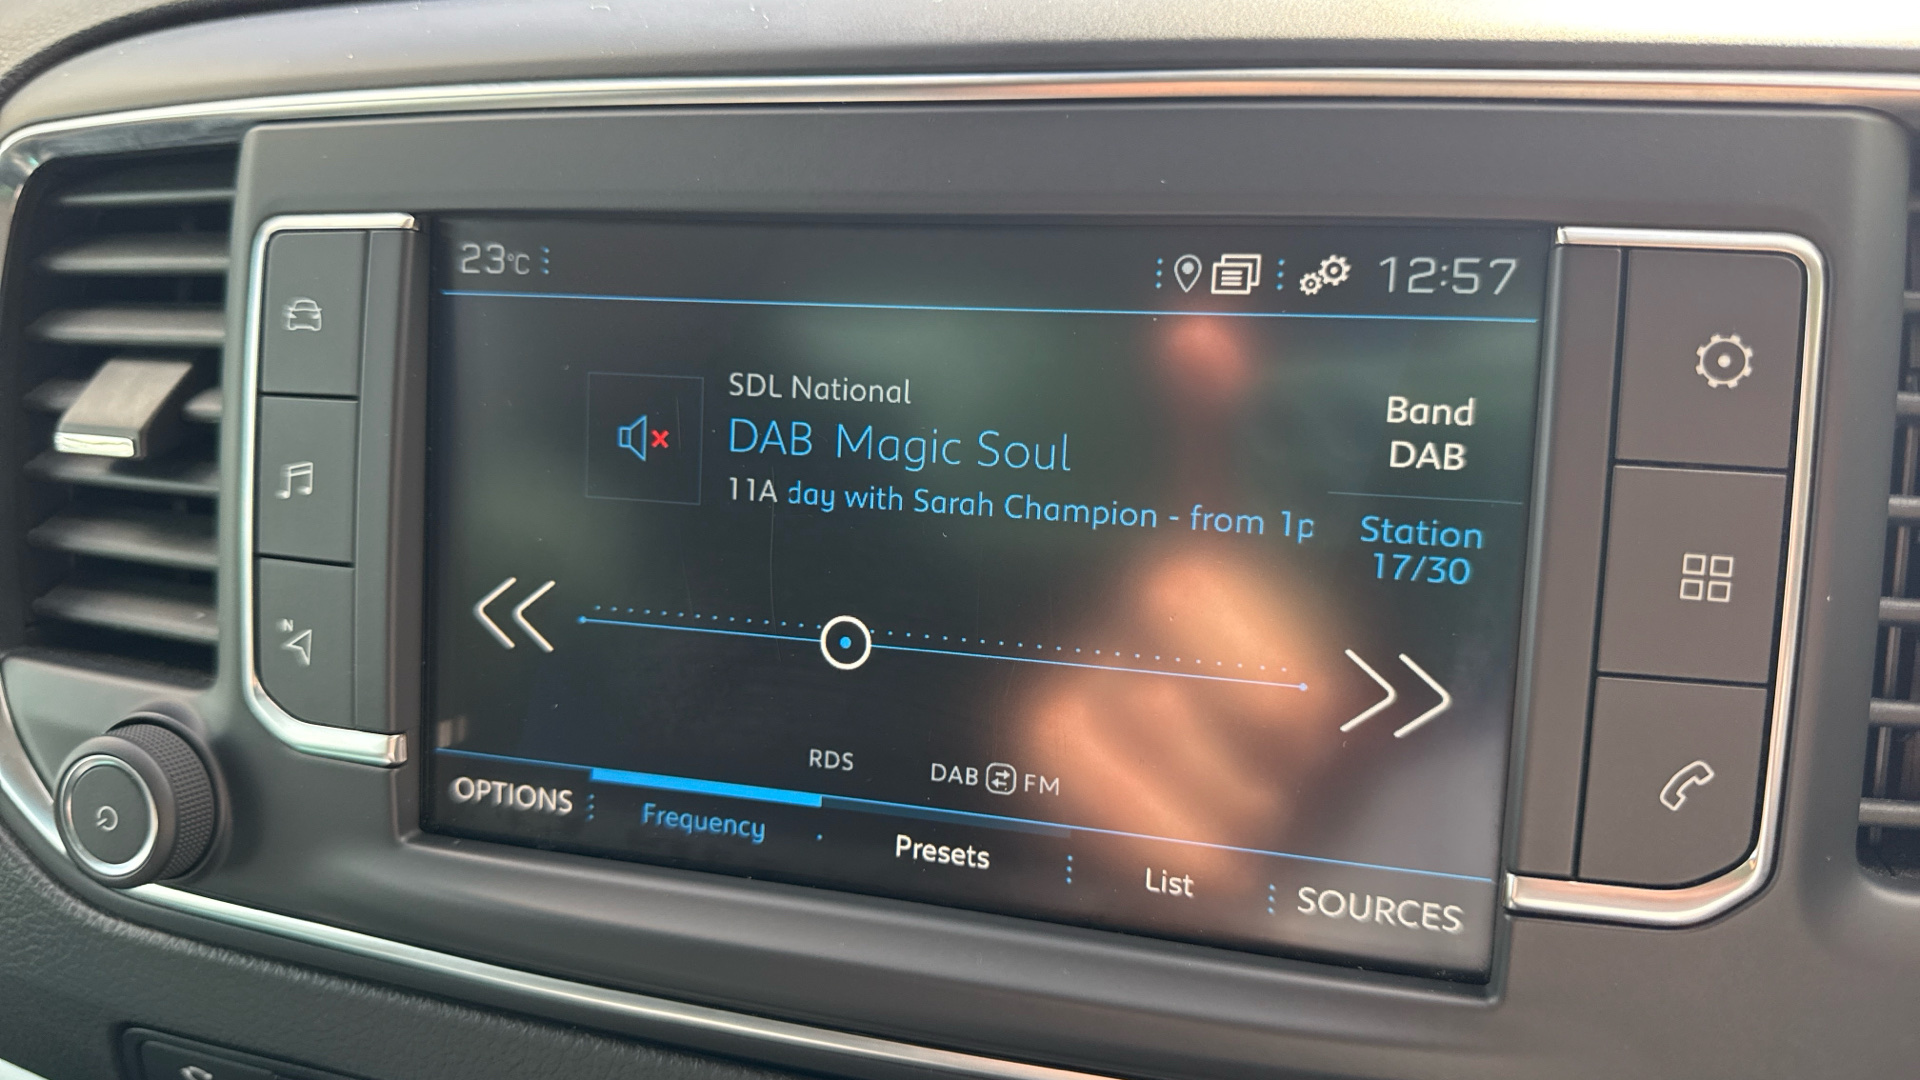 23°C
12:57
SDL National
DAB Magic Soul
11A day with Sarah Champion - from 1p
Band
DAB
Station
17/30
N
RDS
DAB FM
OPTIONS
Frequency
Presets
List
SOURCES